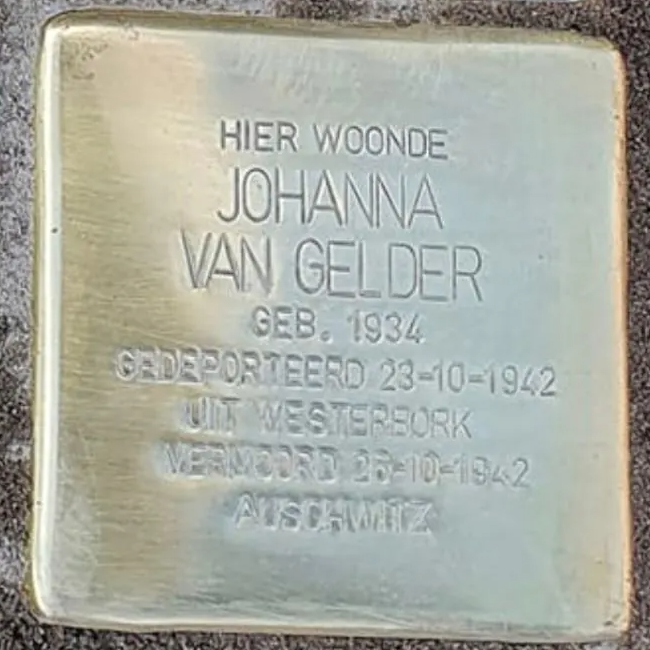 HIER WOONDE
JOHANNA
VAN GELDER
GEB. 1934
GEDEPORTEERD 23-10-1942
UIT WESTERBORK
VERMOORD 26-10-1942
AUSCHWITZ